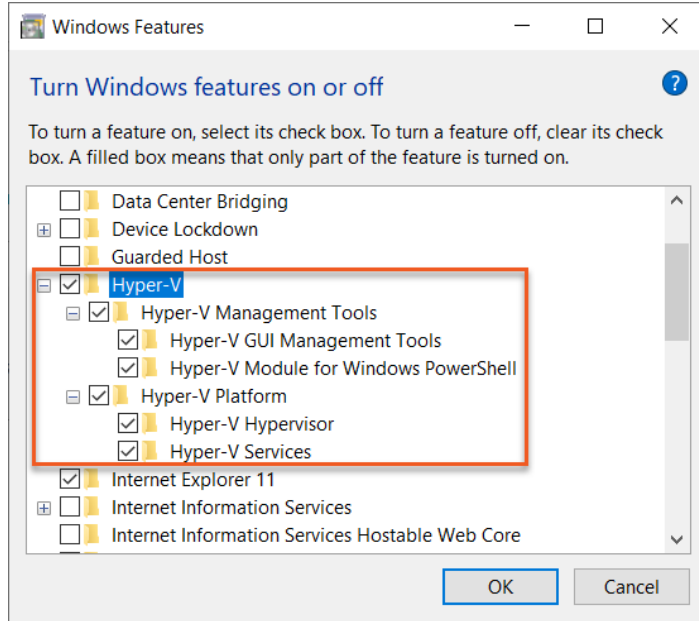 Windows Features
Turn Windows features on or off
?
To turn a feature on, select its check box. To turn a feature off, clear its check
box. A filled box means that only part of the feature is turned on.
Data Center Bridging
Device Lockdown
Guarded Host
Hyper-V
Hyper-V Management Tools
Hyper-V GUI Management Tools
Hyper-V Module for Windows PowerShell
Hyper-V Platform
Hyper-V Hypervisor
Hyper-V Services
Internet Explorer 11
Internet Information Services
Internet Information Services Hostable Web Core
OK Cancel